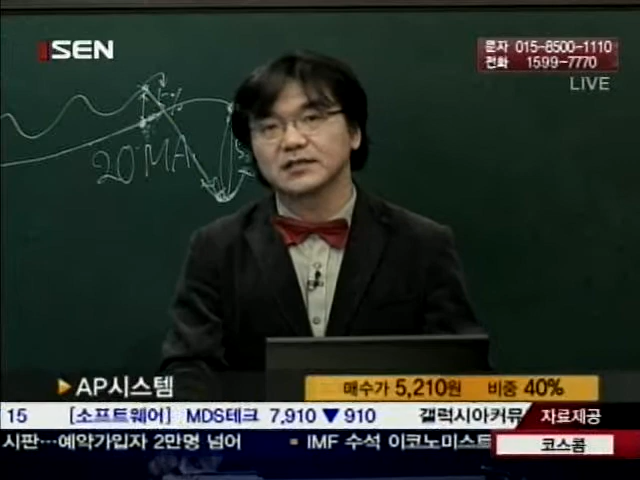 SEN
문자 015-8500-1110
전화 1599-7770
LIVE
20 MA
AP시스템
매수가 5,210원 비중 40%
15 [소프트웨어] MDS테크 7,910 ▼ 910 갤럭시아커뮤
자료제공
시판···예약가입자 2만명 넘어 ▪ IMF 수석 이코노미스트
코스콤